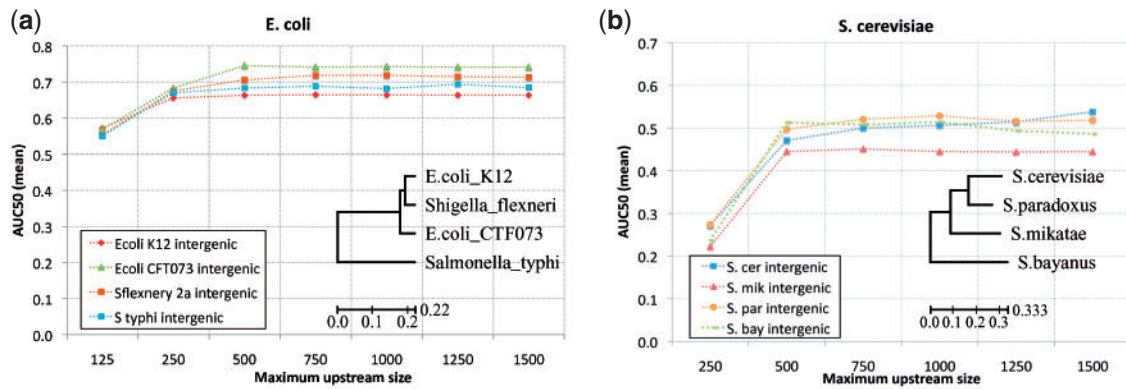 (a)
E. coli
0.8
0.7
0.6
0.5
0.4
0.3
0.2
0.1
0.0
AUC50 (mean)
125 250 500 750 1000 1250 1500
Maximum upstream size
Ecoli K12 intergenic
Ecoli CFT073 intergenic
Sflexnery 2a intergenic
S typhi intergenic
E.coli_K12
Shigella_flexneri
E.coli_CTF073
Salmonella_typhi
0.22
0.0 0.1 0.2
(b)
S. cerevisiae
0.7
0.6
0.5
0.4
0.3
0.2
0.1
0.0
AUC50 (mean)
250 500 750 1000 1250 1500
Maximum upstream size
S. cer intergenic
S. mik intergenic
S. par intergenic
S. bay intergenic
S.cerevisiae
S.paradoxus
S.mikatae
S.bayanus
0.333
0.0 0.1 0.2 0.3